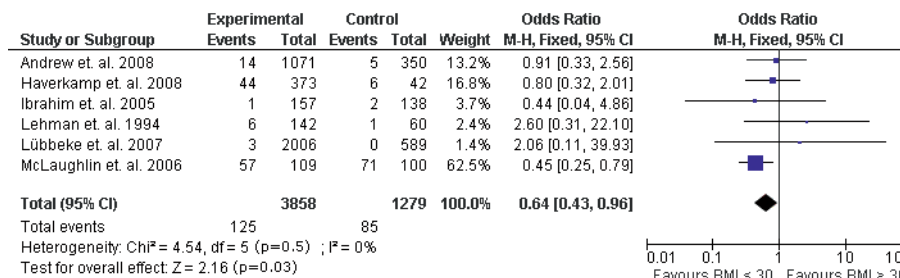 Experimental Control Odds Ratio Odds Ratio
Study or Subgroup Events Total Events Total Weight M-H, Fixed, 95% CI M-H, Fixed, 95% CI
Andrew et. al. 2008 14 1071 5 350 13.2% 0.91 [0.33, 2.56]
Haverkamp et. al. 2008 44 373 6 42 16.8% 0.80 [0.32, 2.01]
Ibrahim et. al. 2005 1 157 2 138 3.7% 0.44 [0.04, 4.86]
Lehman et. al. 1994 6 142 1 60 2.4% 2.60 [0.31, 22.10]
Lübbeke et. al. 2007 3 2006 0 589 1.4% 2.06 [0.11, 39.93]
McLaughlin et. al. 2006 57 109 71 100 62.5% 0.45 [0.25, 0.79]
Total (95% CI) 3858 1279 100.0% 0.64 [0.43, 0.96]
Total events 125 85
Heterogeneity: Chi² = 4.54, df = 5 (p=0.5) ; I² = 0%
Test for overall effect: Z = 2.16 (p=0.03)
0.01 0.1 1 10
Favours BMI < 30 Favours BMI